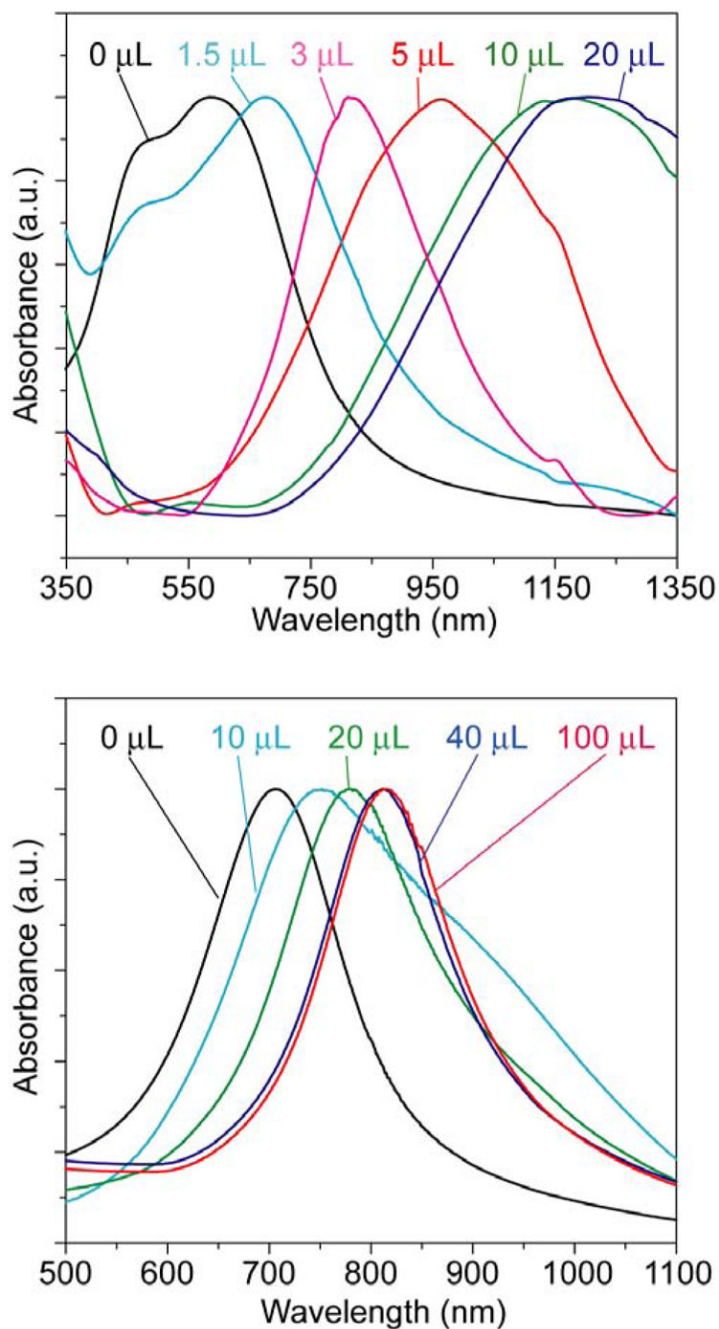 0 μL 1.5 μL 3 μL 5 μL 10 μL 20 μL
Absorbance (a.u.)
350 550 750 950 1150 1350
Wavelength (nm)
0 μL 10 μL 20 μL 40 μL 100 μL
Absorbance (a.u.)
500 600 700 800 900 1000 1100
Wavelength (nm)